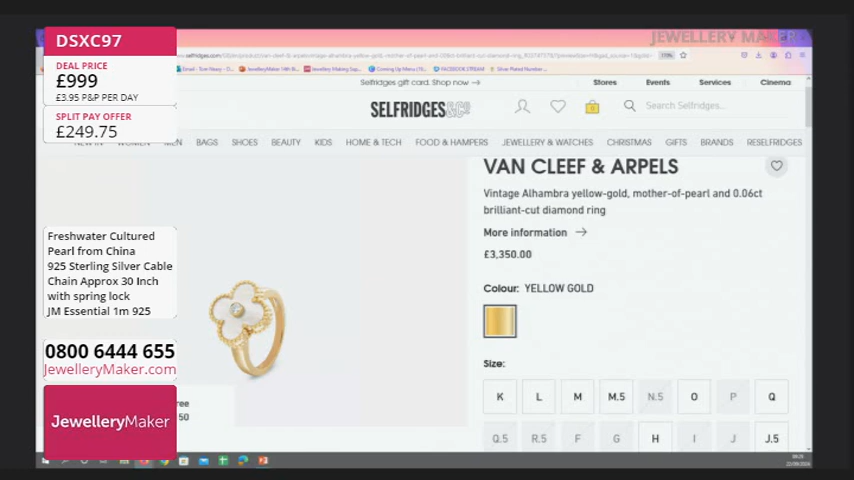 DSXC97
DEAL PRICE
£999
£3.95 P&P PER DAY
SPLIT PAY OFFER
£249.75
JEWELLERY MAKER
Selfridges gift card. Shop now →
Stores Events Services Cinema
SELFRIDGES&CO
Search Selfridges...
BAGS SHOES BEAUTY KIDS HOME & TECH FOOD & HAMPERS JEWELLERY & WATCHES CHRISTMAS GIFTS BRANDS RESELFRIDGES
VAN CLEEF & ARPELS
Vintage Alhambra yellow-gold, mother-of-pearl and 0.06ct
brilliant-cut diamond ring
More information →
£3,350.00
Colour: YELLOW GOLD
Size:
K L M M.5 N.5 O P Q
Q.5 R.5 F G H I J J.5
Freshwater Cultured
Pearl from China
925 Sterling Silver Cable
Chain Approx 30 Inch
with spring lock
JM Essential 1m 925
0800 6444 655
JewelleryMaker.com
JewelleryMaker
50